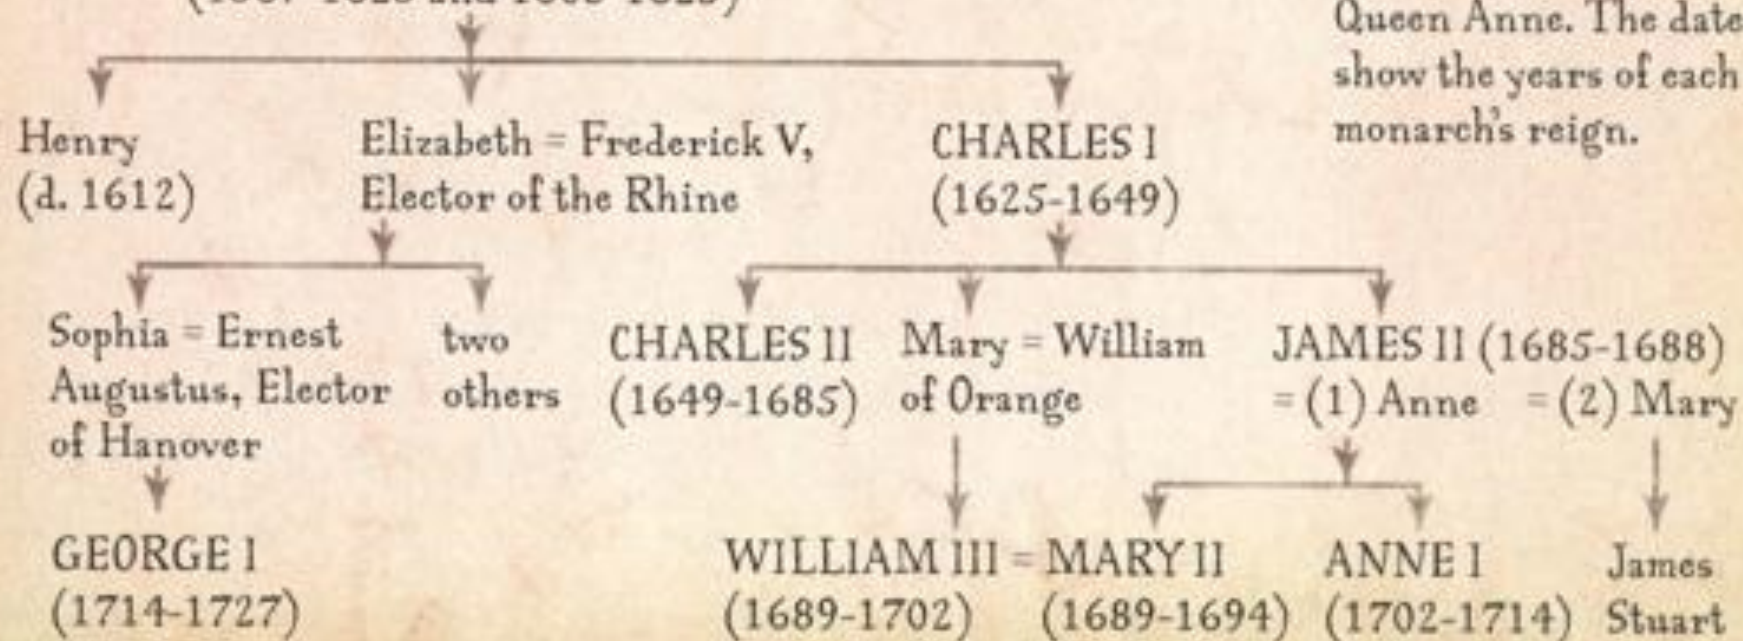 Queen Anne. The date
show the years of each
monarch's reign.
Henry
(d. 1612)
Elizabeth = Frederick V,
Elector of the Rhine
CHARLES I
(1625-1649)
Sophia = Ernest
Augustus, Elector
of Hanover
two
others
CHARLES II
(1649-1685)
Mary = William
of Orange
JAMES II (1685-1688)
= (1) Anne = (2) Mary
GEORGE I
(1714-1727)
WILLIAM III = MARY II
(1689-1702) (1689-1694)
ANNE I
(1702-1714)
James
Stuart